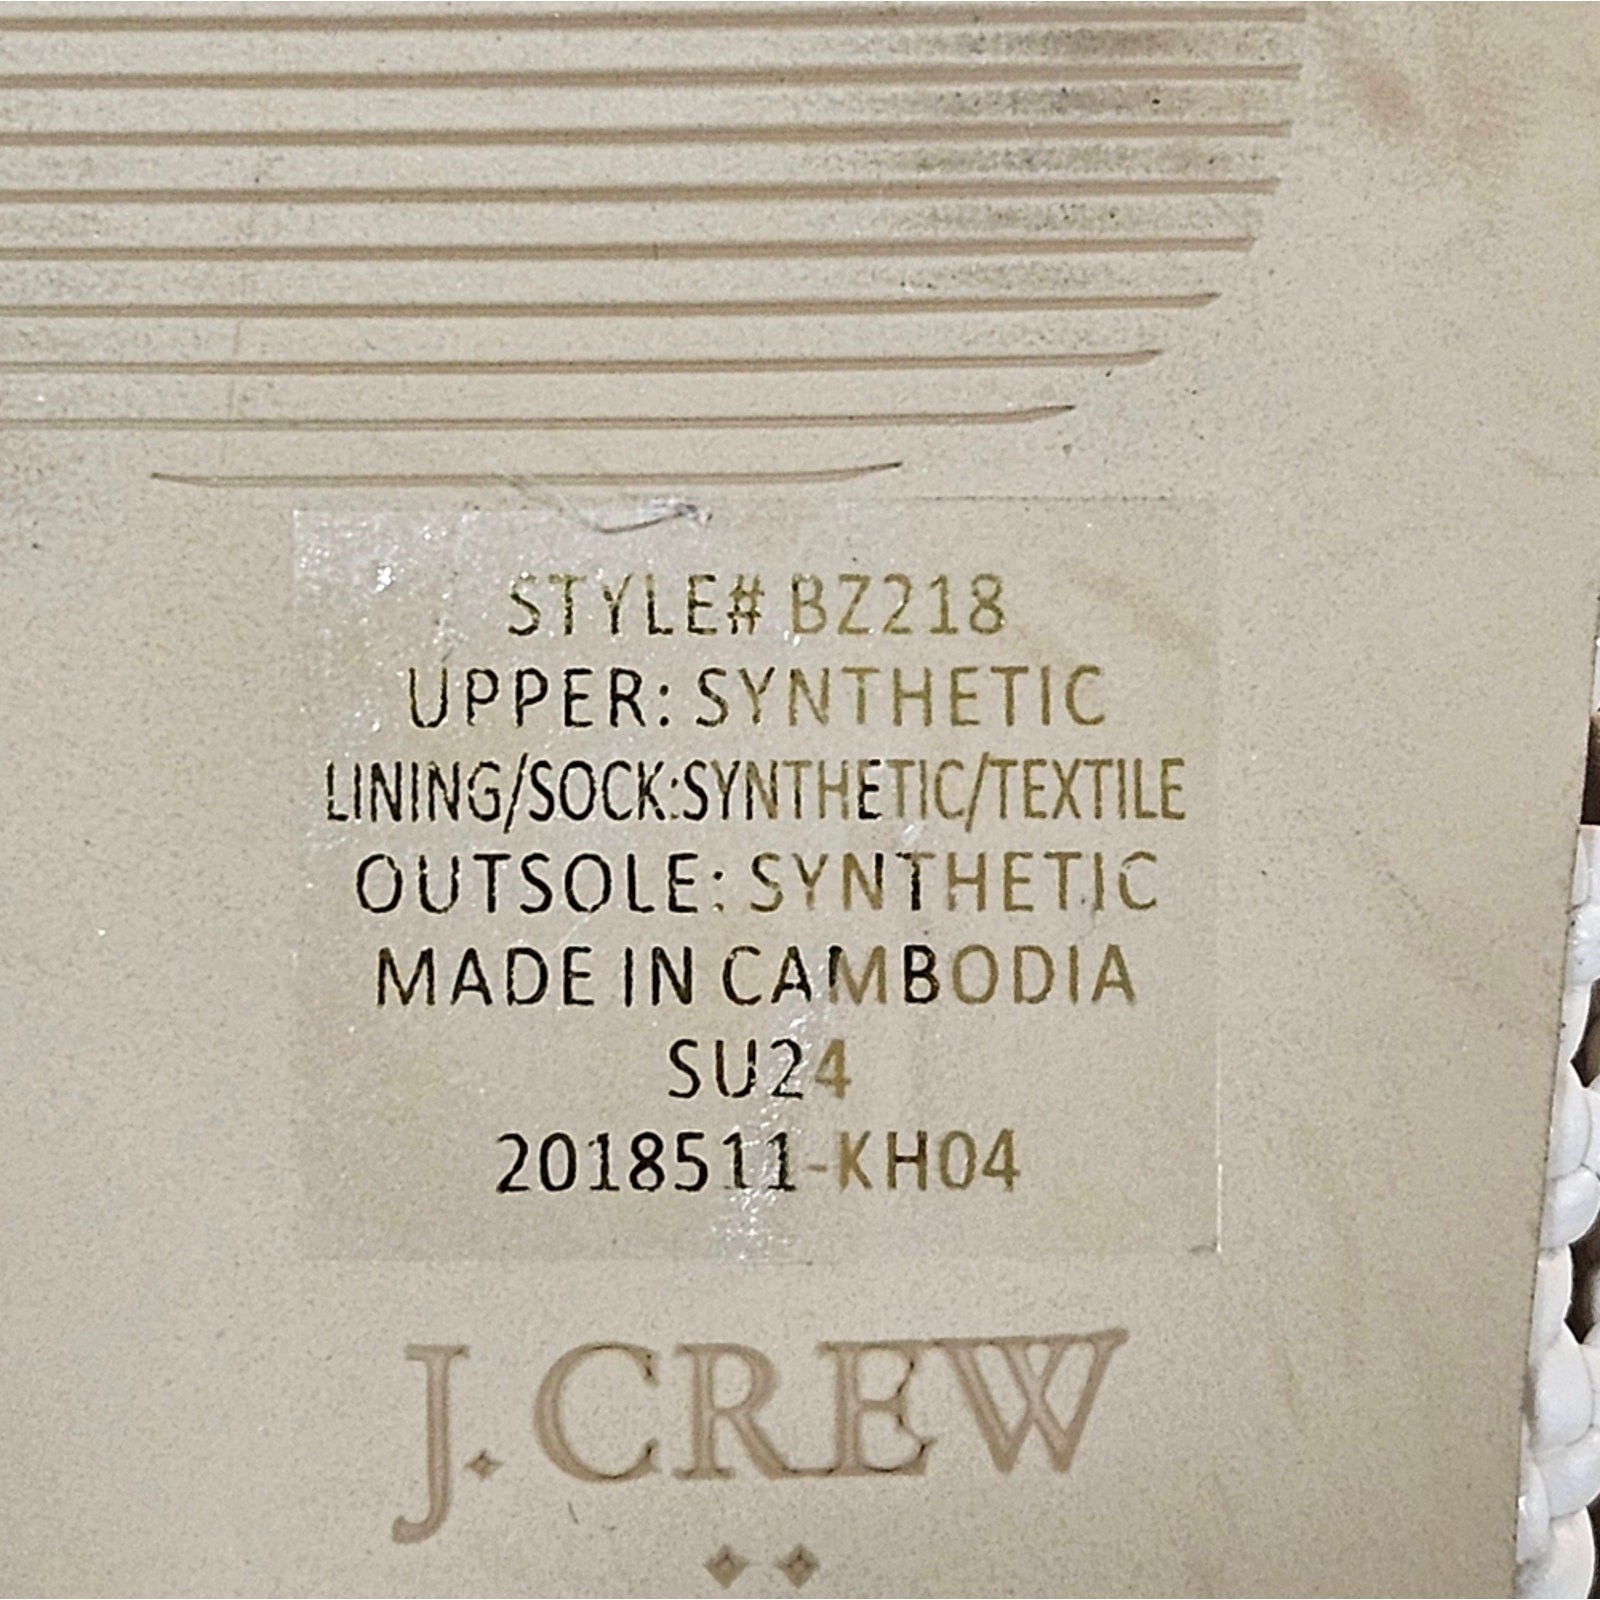 STYLE# BZ218
UPPER: SYNTHETIC
LINING/SOCK:SYNTHETIC/TEXTILE
OUTSOLE: SYNTHETIC
MADE IN CAMBODIA
SU24
2018511-KH04
J.CREW